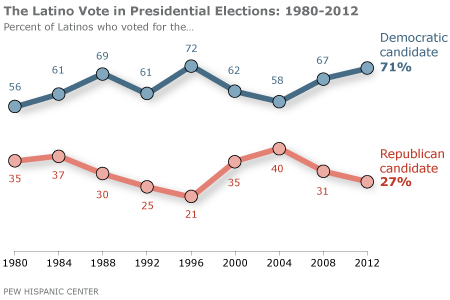 The Latino Vote in Presidential Elections: 1980-2012
Percent of Latinos who voted for the...
Democratic
candidate
71%
56 61 69 61 72 62 58 67
Republican
candidate
27%
35 37 30 25 21 35 40 31
1980 1984 1988 1992 1996 2000 2004 2008 2012
PEW HISPANIC CENTER